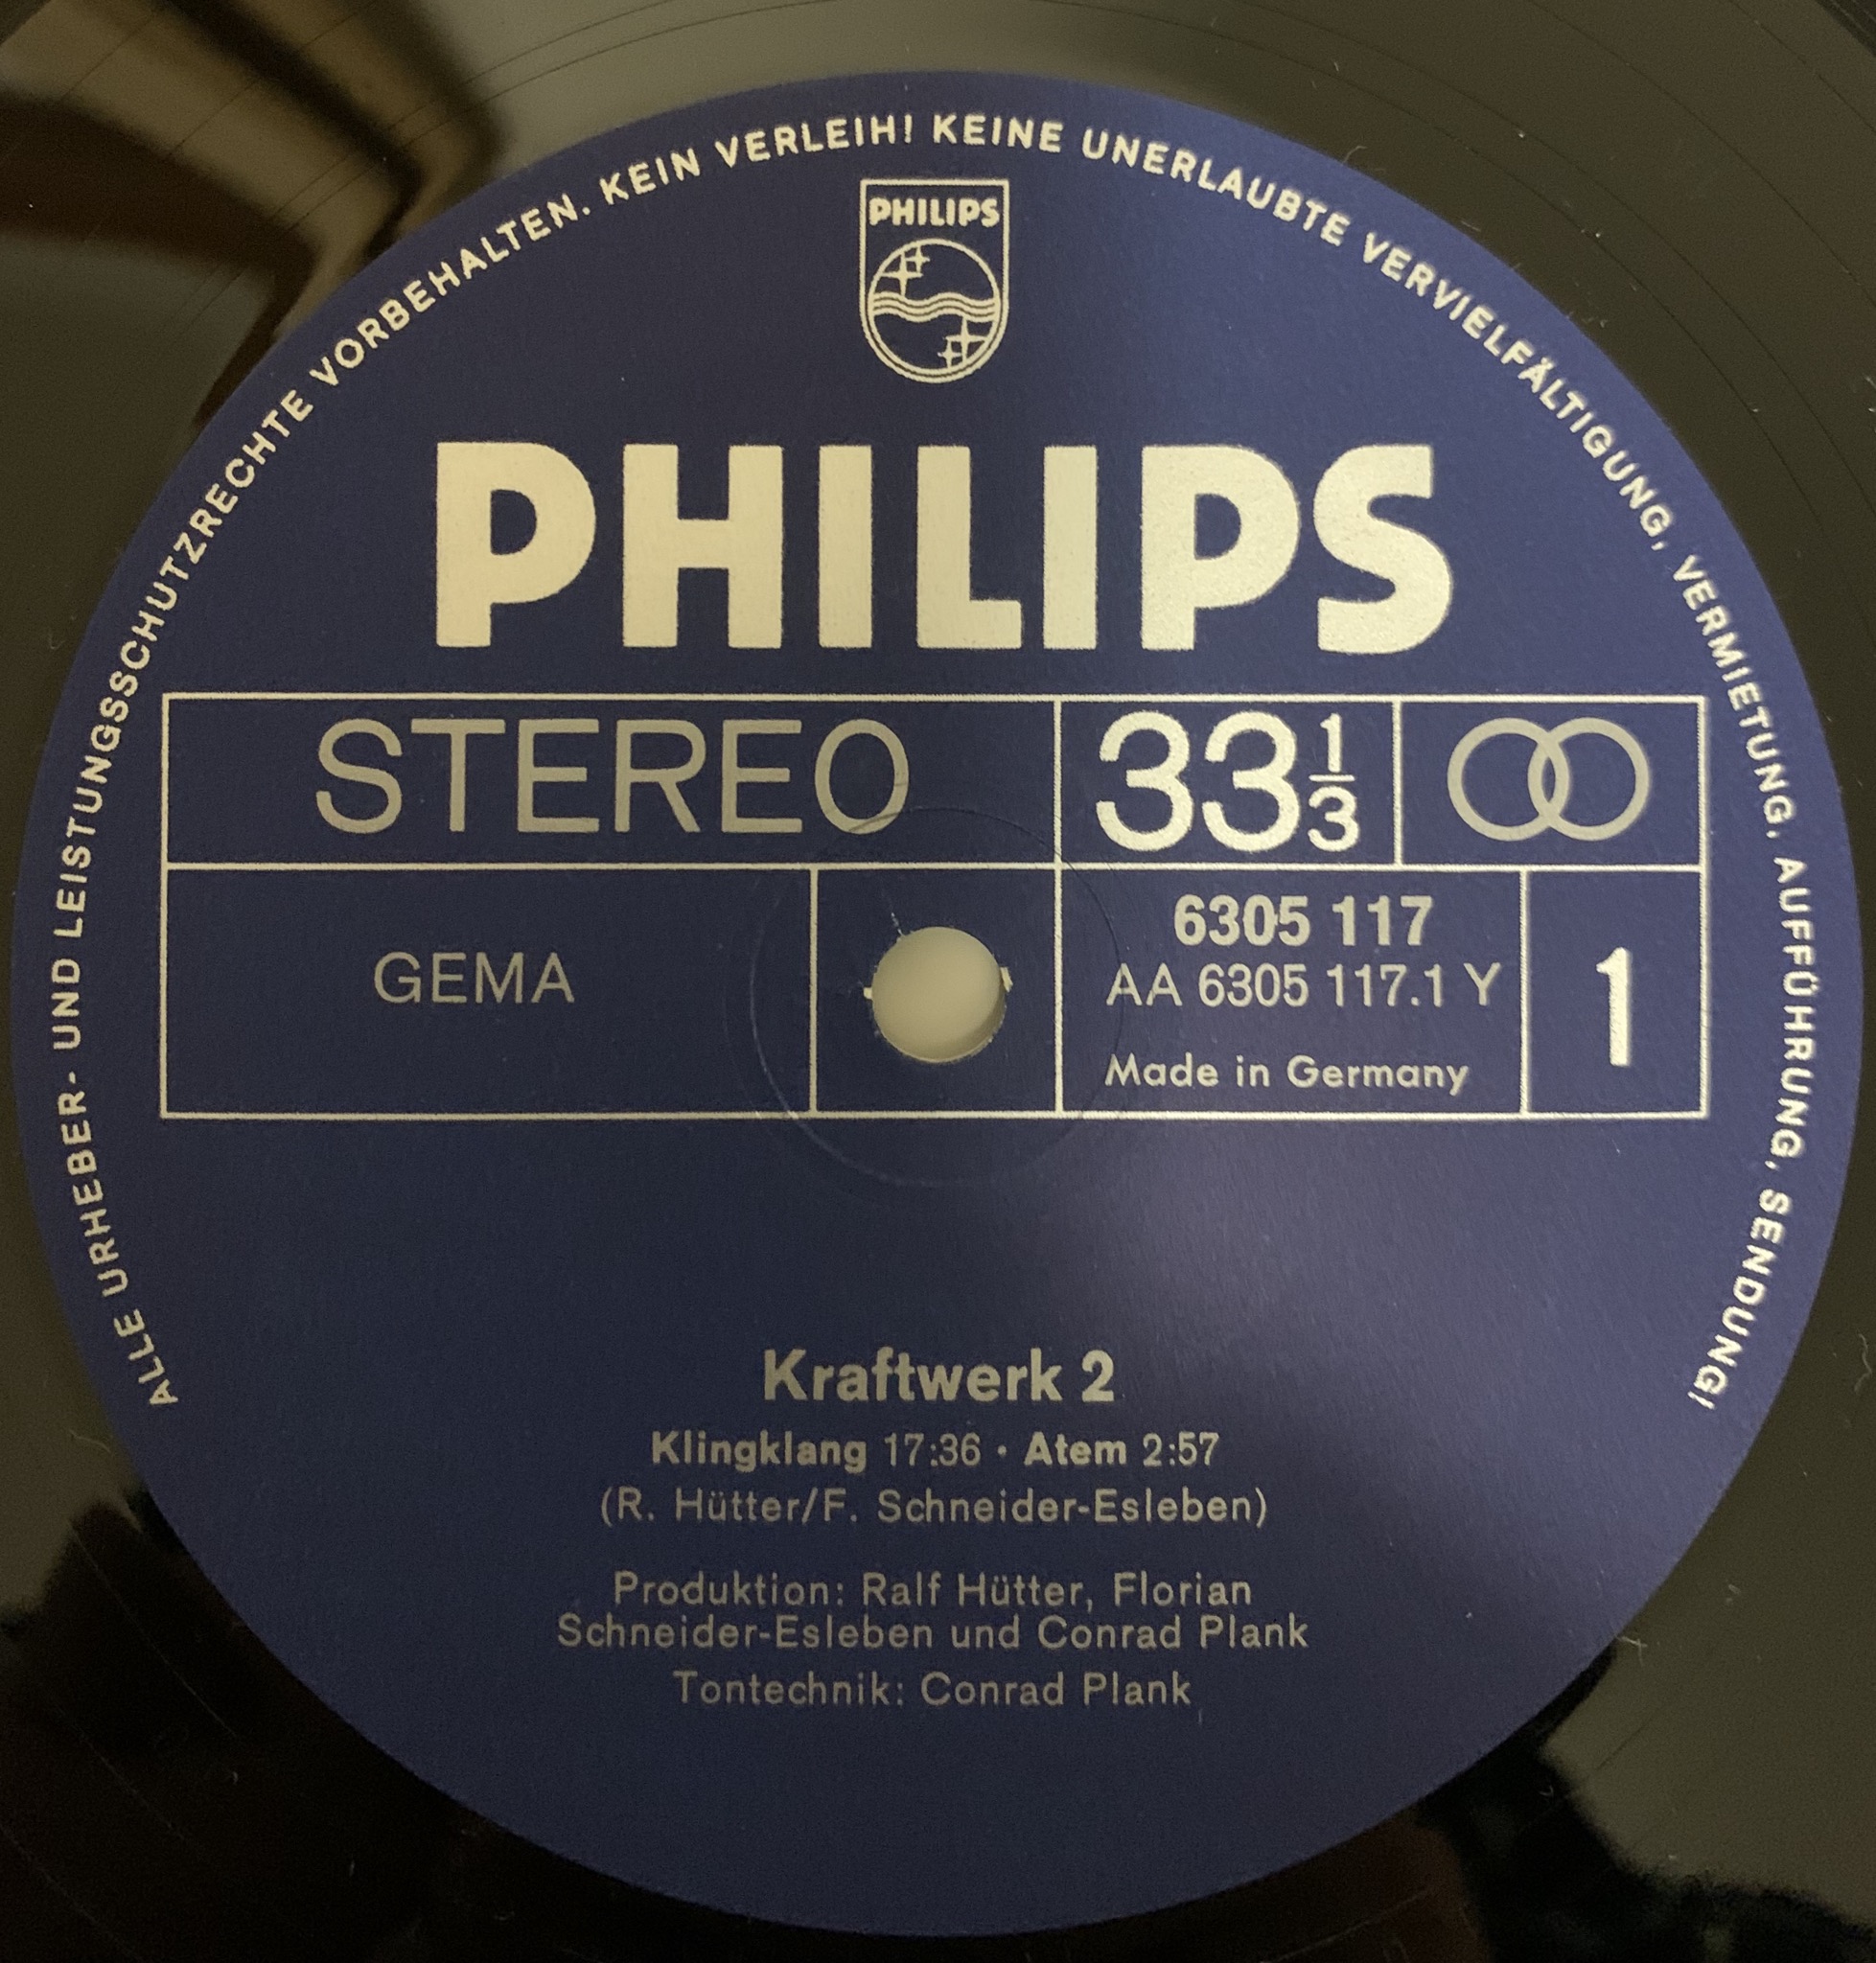 ALLE URHEBER- UND LEISTUNGSSCHUTZRECHTE VORBEHALTEN. KEIN VERLEIH! KEINE UNERLAUBTE VERVIELFÄLTIGUNG, VERMIETUNG, AUFFÜHRUNG, SENDUNG!
PHILIPS
PHILIPS
STEREO 33 1/3
GEMA
6305 117
AA 6305 117.1 Y
Made in Germany
1
Kraftwerk 2
Klingklang 17:36 • Atem 2:57
(R. Hütter/F. Schneider-Esleben)
Produktion: Ralf Hütter, Florian
Schneider-Esleben und Conrad Plank
Tontechnik: Conrad Plank